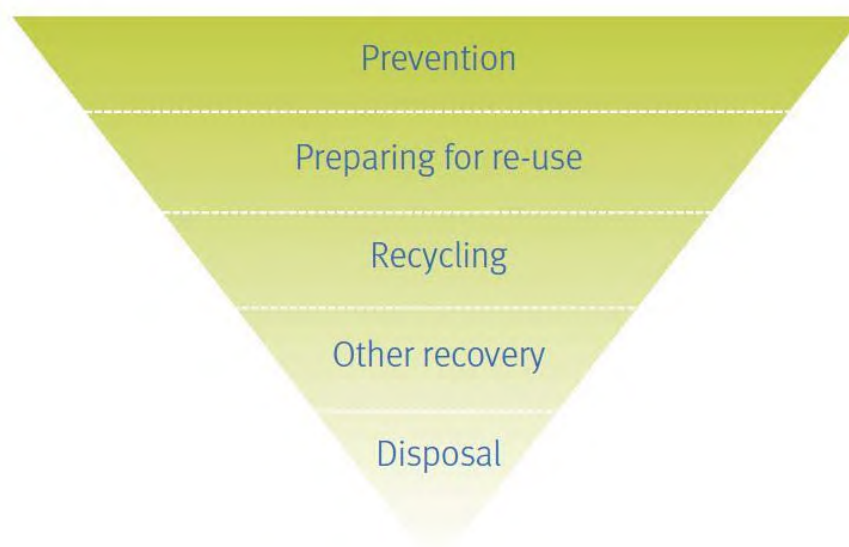 Prevention
Preparing for re-use
Recycling
Other recovery
Disposal